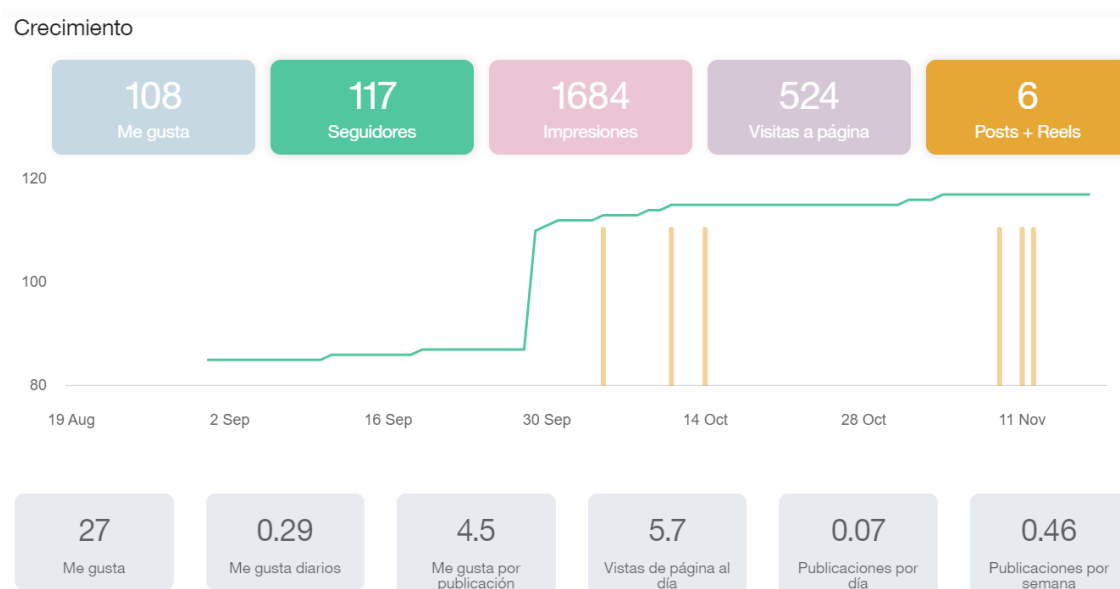 Crecimiento
108
Me gusta
117
Seguidores
1684
Impresiones
524
Visitas a página
6
Posts + Reels
120
100
80
19 Aug
2 Sep
16 Sep
30 Sep
14 Oct
28 Oct
11 Nov
27
Me gusta
0.29
Me gusta diarios
4.5
Me gusta por
publicación
5.7
Vistas de página al
día
0.07
Publicaciones por
día
0.46
Publicaciones por
semana